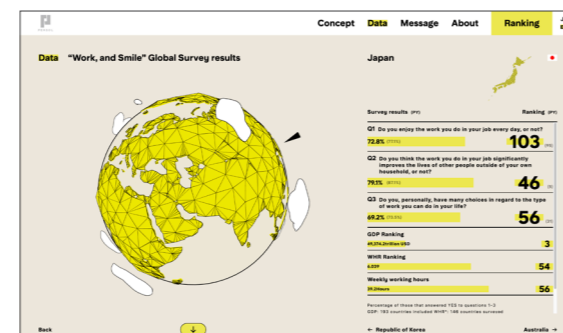 Concept Data Message About Ranking
Data "Work, and Smile" Global Survey results
Japan
Survey results (PY) Ranking (PY)
Q1 Do you enjoy the work you do in your job every day, or not?
72.8% 103
Q2 Do you think the work you do in your job significantly
improves the lives of other people outside of your own
household, or not?
79.1% 46
Q3 Do you, personally, have many choices in regard to the type
of work you can do in your life?
69.2% 56
GDP Ranking
3
WHR Ranking
54
Weekly working hours
56
Percentage of those that answered YES to questions 1-3
Back
← Republic of Korea Australia →